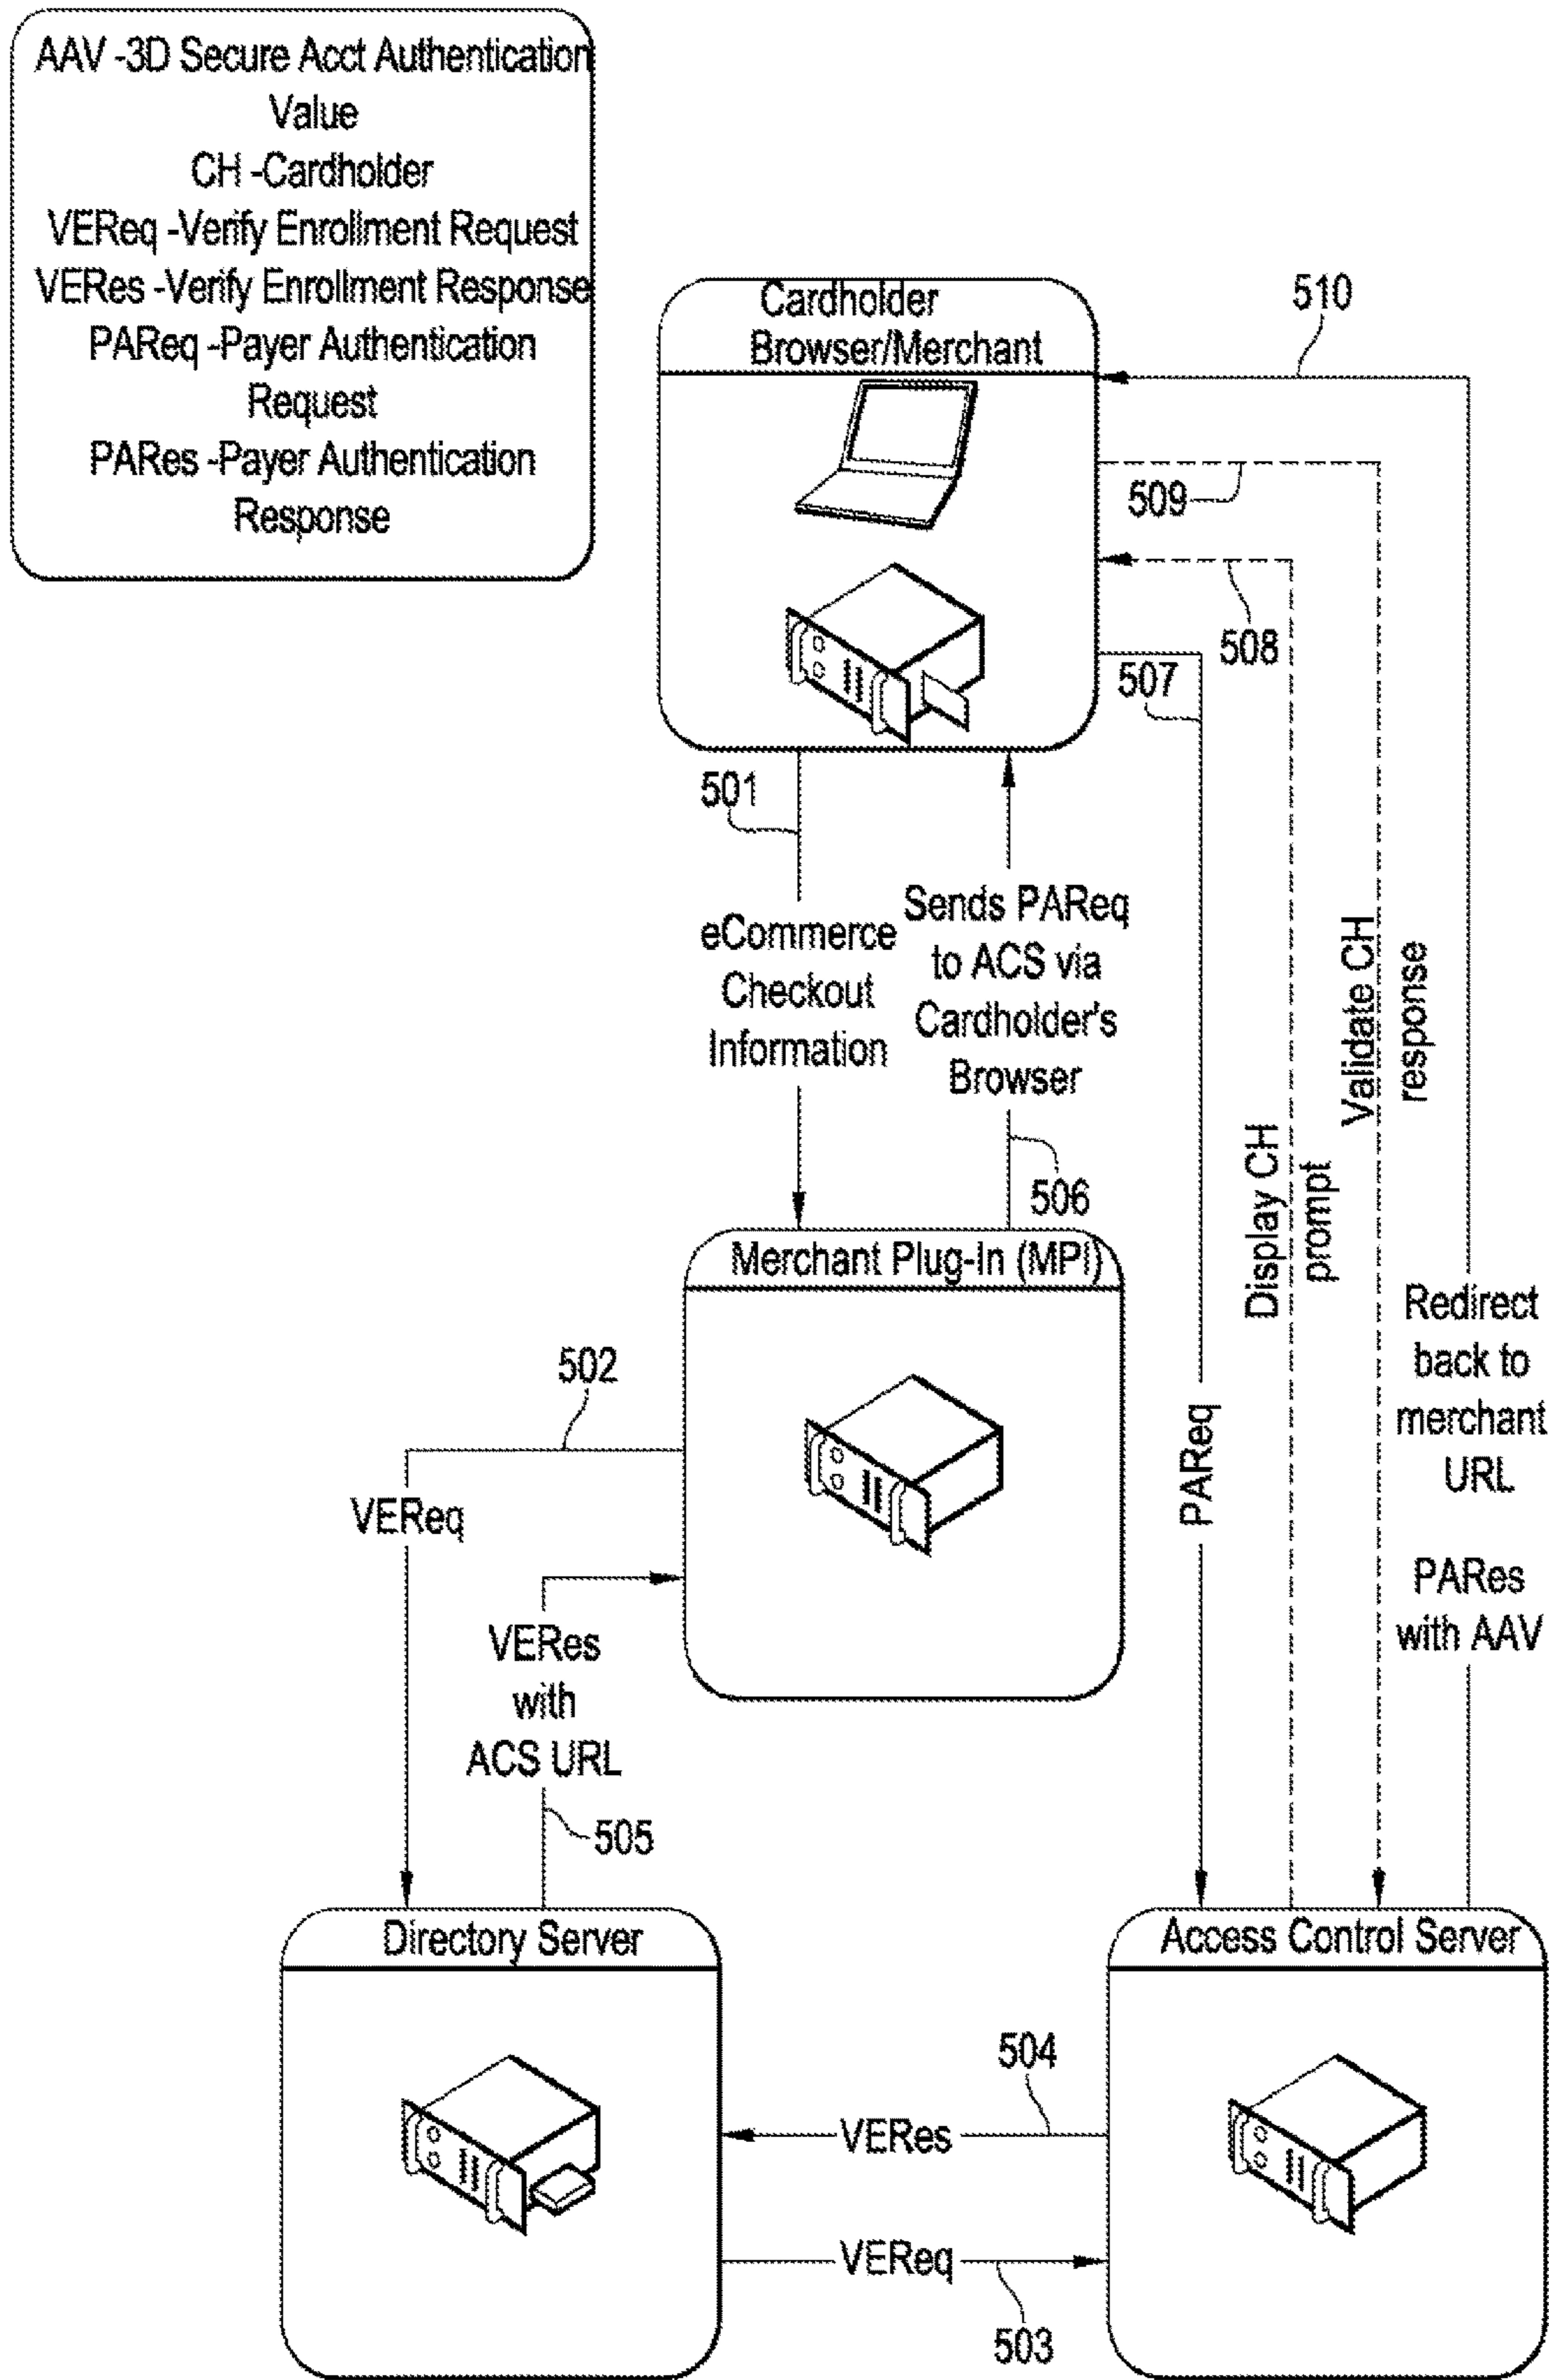 AAV -3D Secure Acct Authentication
Value
CH -Cardholder
VEReq -Verify Enrollment Request
VERes -Verify Enrollment Response
PAReq -Payer Authentication
Request
PARes -Payer Authentication
Response
Cardholder
Browser/Merchant
510
509
508
507
501
eCommerce
Checkout
Information
Sends PAReq
to ACS via
Cardholder's
Browser
506
Validate CH
response
Display CH
prompt
PAReq
Redirect
back to
merchant
URL
PARes
with AAV
Merchant Plug-In (MPI)
502
VEReq
VERes
with
ACS URL
505
Directory Server
Access Control Server
504
VERes
VEReq
503